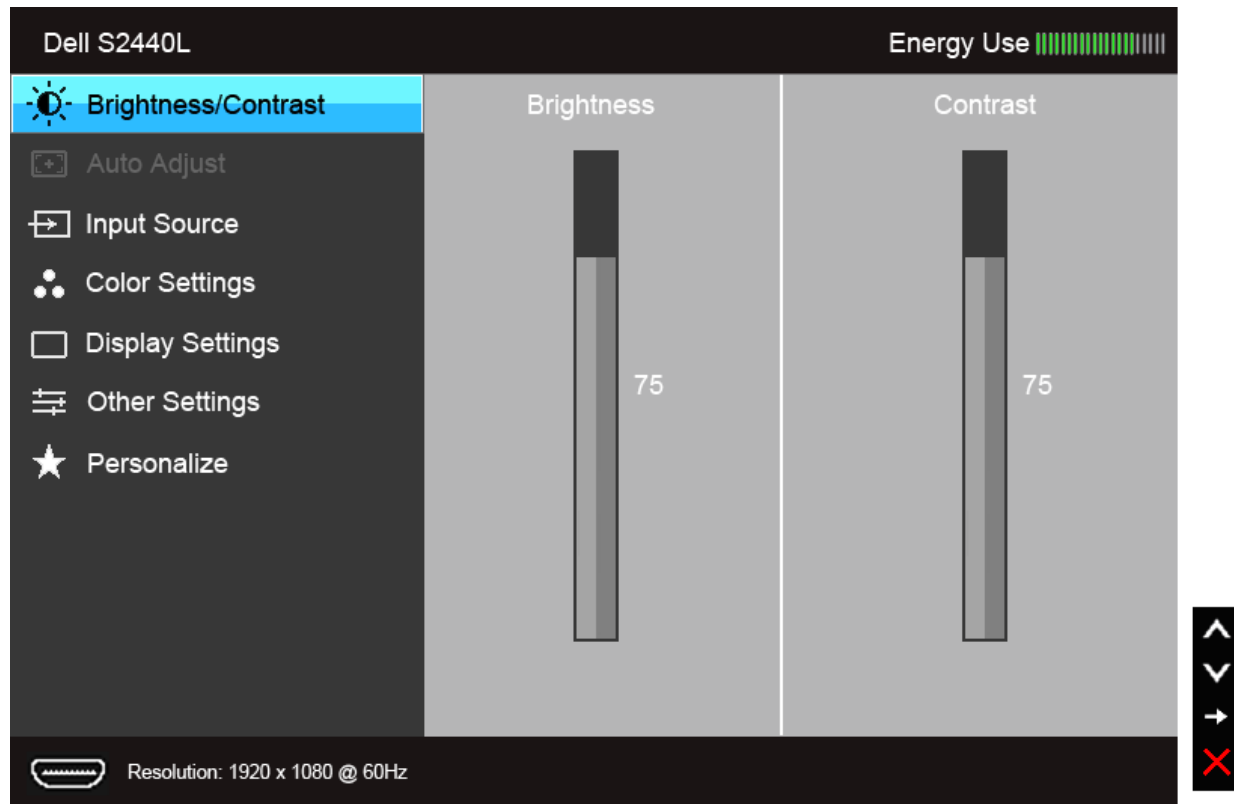 Dell S2440L
Energy Use
Brightness/Contrast
Auto Adjust
Input Source
Color Settings
Display Settings
Other Settings
Personalize
Brightness
75
Contrast
75
Resolution: 1920 x 1080 @ 60Hz